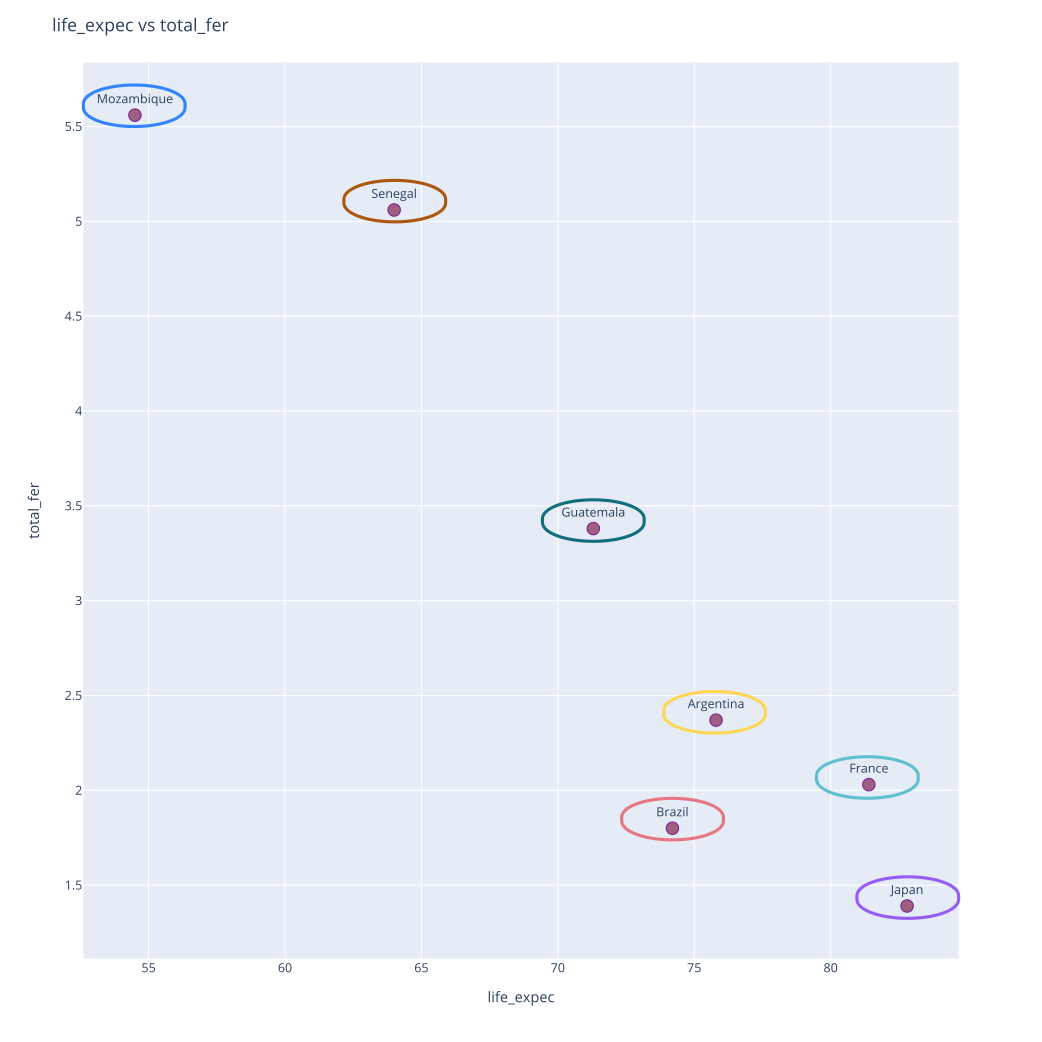 life_expec vs total_fer
Mozambique
5.5
Senegal
5
4.5
4
Guatemala
3.5
total_fer
3
2.5
Argentina
France
2
Brazil
1.5
Japan
55
60
65
70
75
80
life_expec